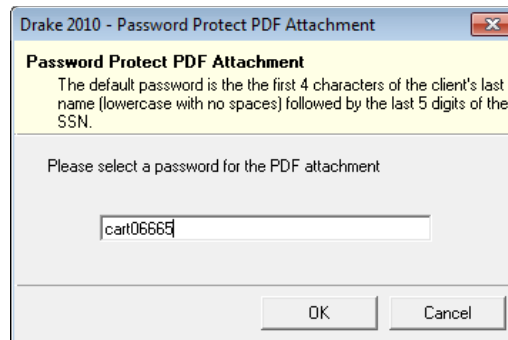 Drake 2010 - Password Protect PDF Attachment
Password Protect PDF Attachment
The default password is the the first 4 characters of the client's last
name (lowercase with no spaces) followed by the last 5 digits of the
SSN.
Please select a password for the PDF attachment
cart06665
OK
Cancel